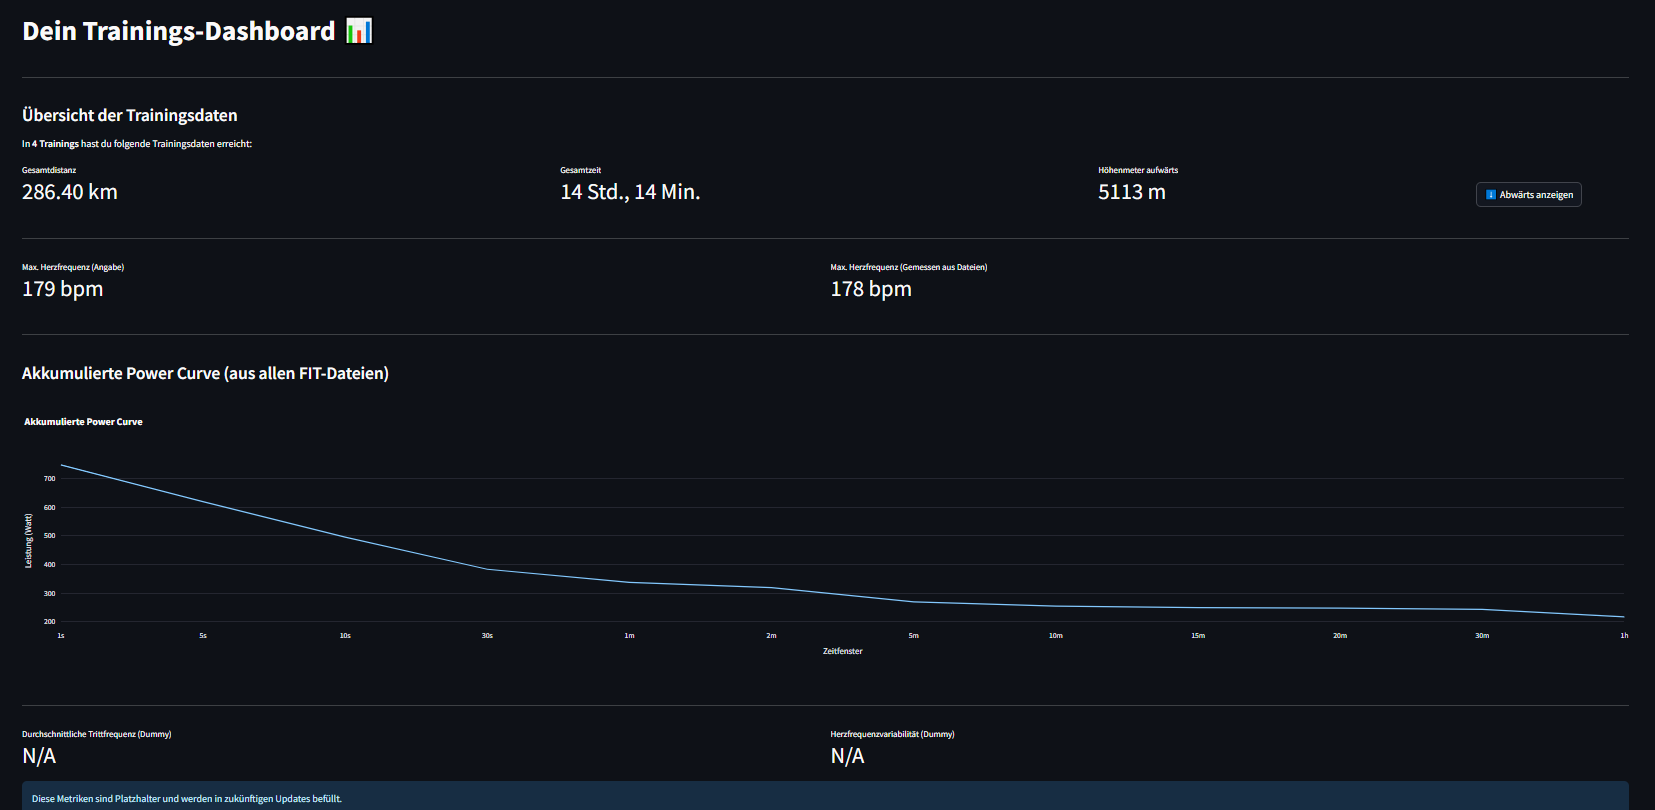 Dein Trainings-Dashboard 📊
Übersicht der Trainingsdaten
In 4 Trainings hast du folgende Trainingsdaten erreicht:
Gesamtdistanz
286.40 km
Gesamtzeit
14 Std., 14 Min.
Höhenmeter aufwärts
5113 m
Abwärts anzeigen
Max. Herzfrequenz (Angabe)
179 bpm
Max. Herzfrequenz (Gemessen aus Dateien)
178 bpm
Akkumulierte Power Curve (aus allen FIT-Dateien)
Akkumulierte Power Curve
Leistung (Watt)
700
600
500
400
300
200
1s 5s 10s 30s 1m 2m 5m 10m 15m 20m 30m 1h
Zeitfenster
Durchschnittliche Trittfrequenz (Dummy)
N/A
Herzfrequenzvariabilität (Dummy)
N/A
Diese Metriken sind Platzhalter und werden in zukünftigen Updates befüllt.